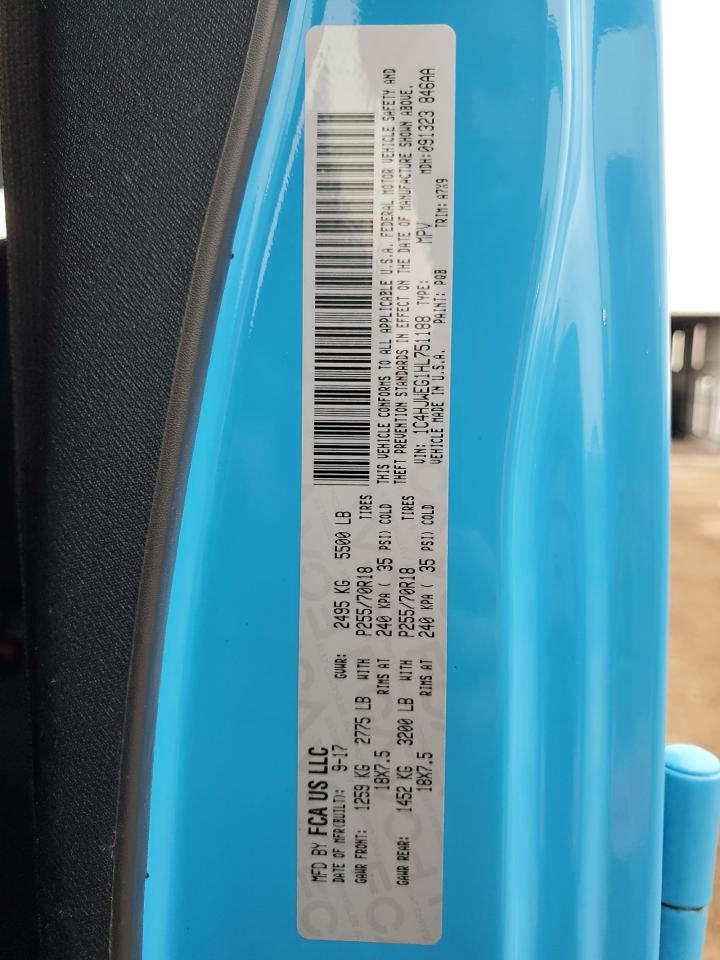 MFD BY FCA US LLC
DATE OF MFR(BUILT): 9-17 GVWR: 2495 KG 5500 LB
GAWR FRONT: 1259 KG 2775 LB WITH P255/70R18 TIRES
18X7.5 RIMS AT 240 KPA ( 35 PSI) COLD
GAWR REAR: 1452 KG 3200 LB WITH P255/70R18 TIRES
18X7.5 RIMS AT 240 KPA ( 35 PSI) COLD
THIS VEHICLE CONFORMS TO ALL APPLICABLE U.S.A. FEDERAL MOTOR VEHICLE SAFETY AND
THEFT PREVENTION STANDARDS IN EFFECT ON THE DATE OF MANUFACTURE SHOWN ABOVE.
VIN: 1C4HJWEG1HL751188 TYPE: MPV MDH:091323 846AA
VEHICLE MADE IN U.S.A. PAINT: PGB TRIM: A7X9